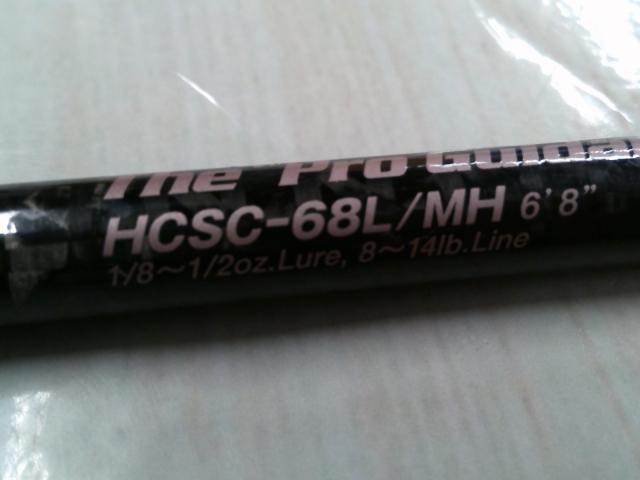 The "Pro
HCSC-68L/MH 6'8"
1/8~1/2oz.Lure, 8~14lb.Line